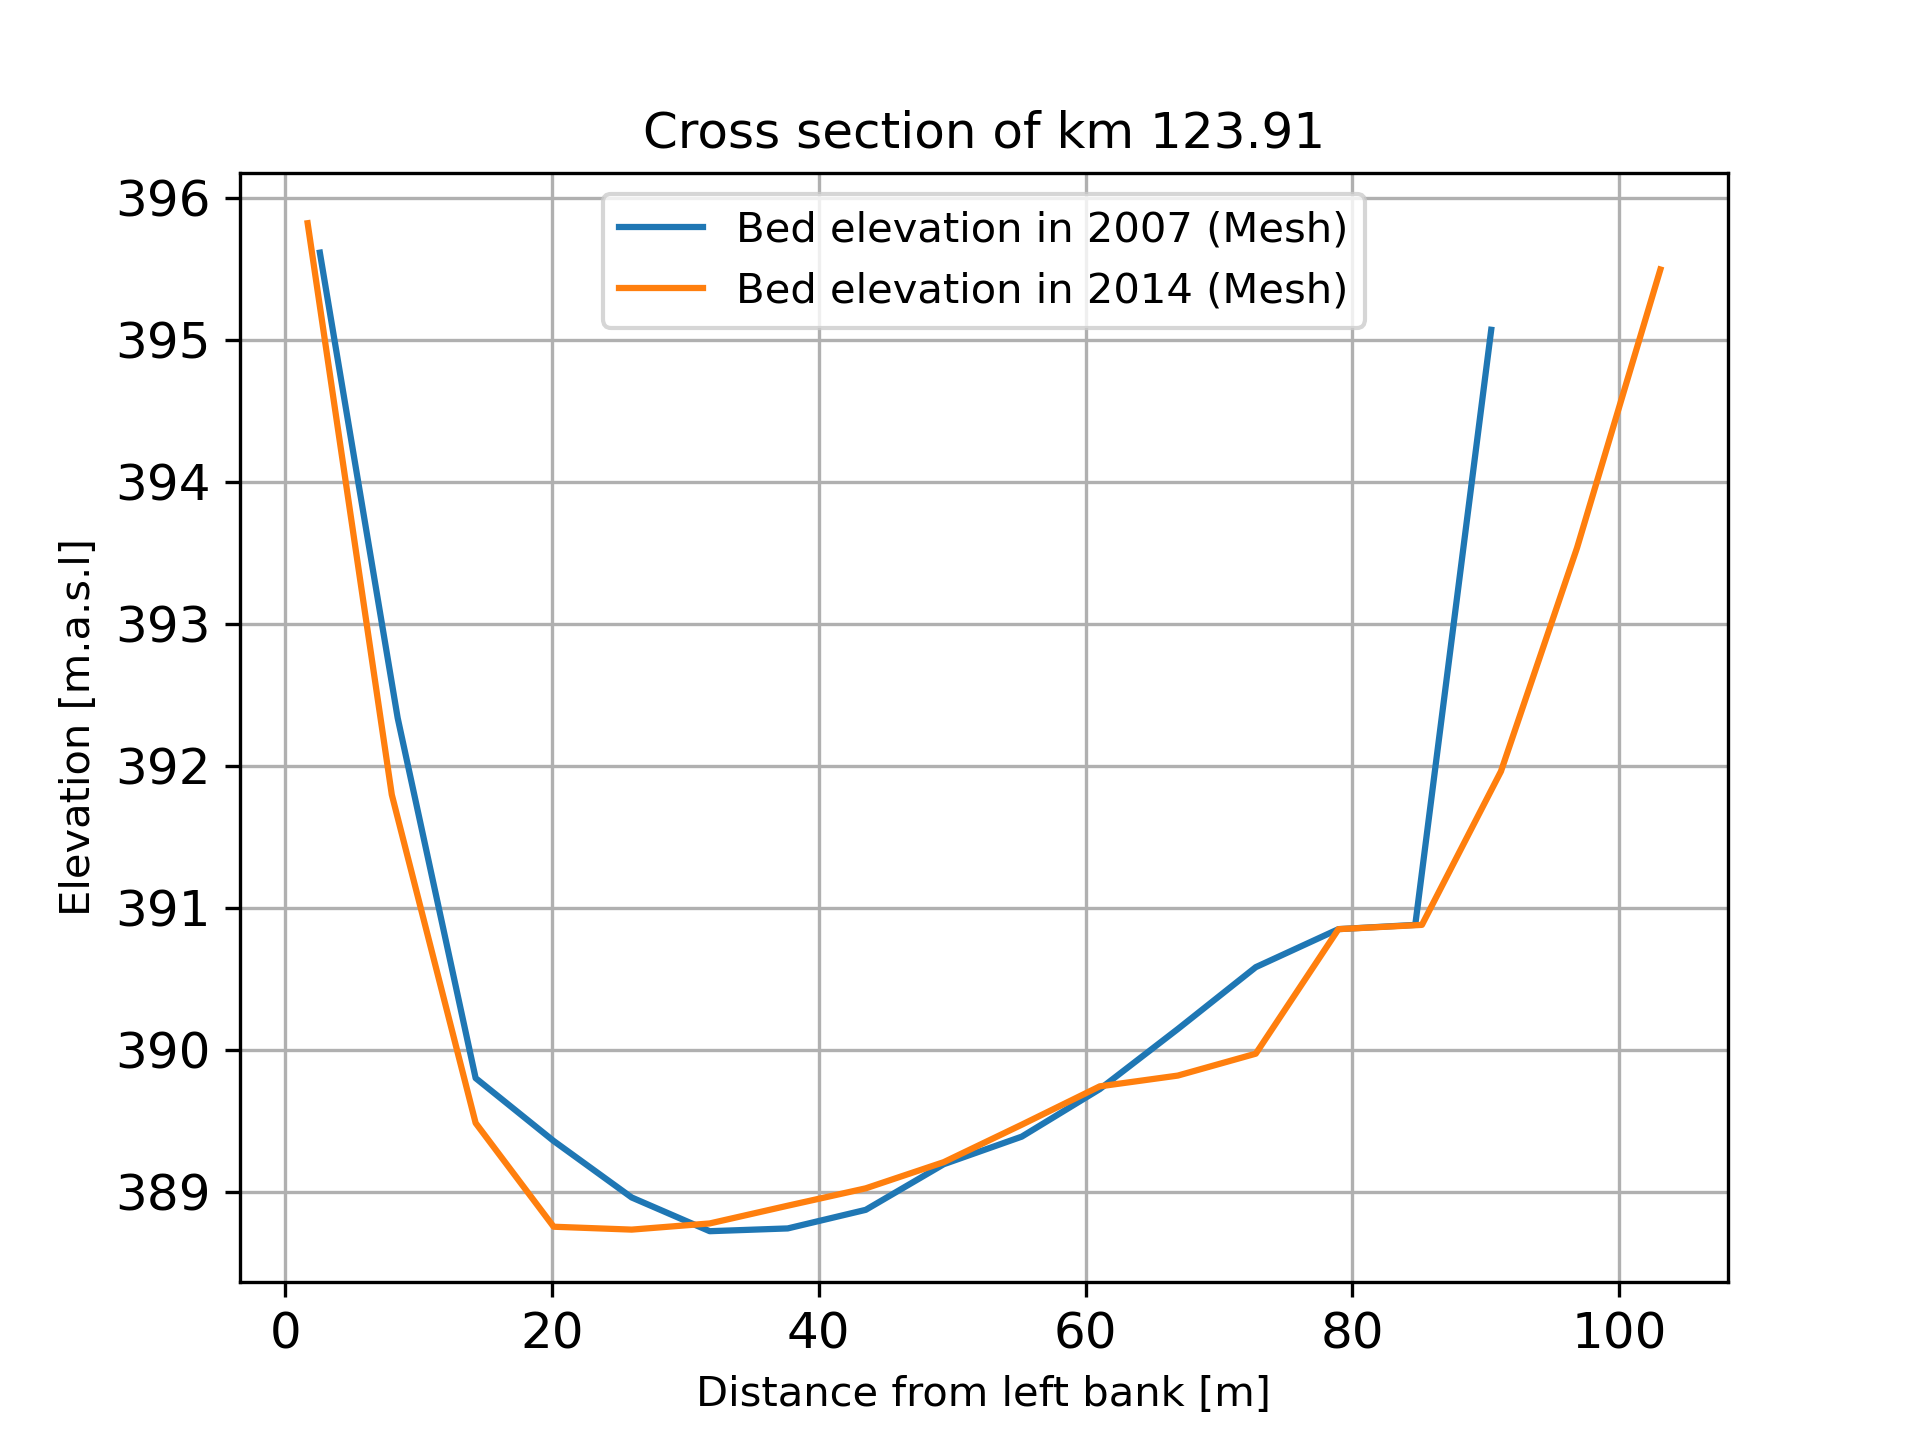 Cross section of km 123.91
Bed elevation in 2007 (Mesh)
Bed elevation in 2014 (Mesh)
Elevation [m.a.s.l]
396
395
394
393
392
391
390
389
0 20 40 60 80 100
Distance from left bank [m]